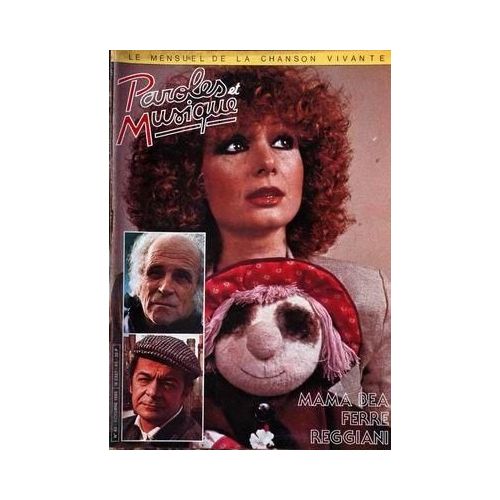 LE MENSUEL DE LA CHANSON VIVANTE
Paroles et
Musique
MAMA BEA
FERRE
REGGIANI